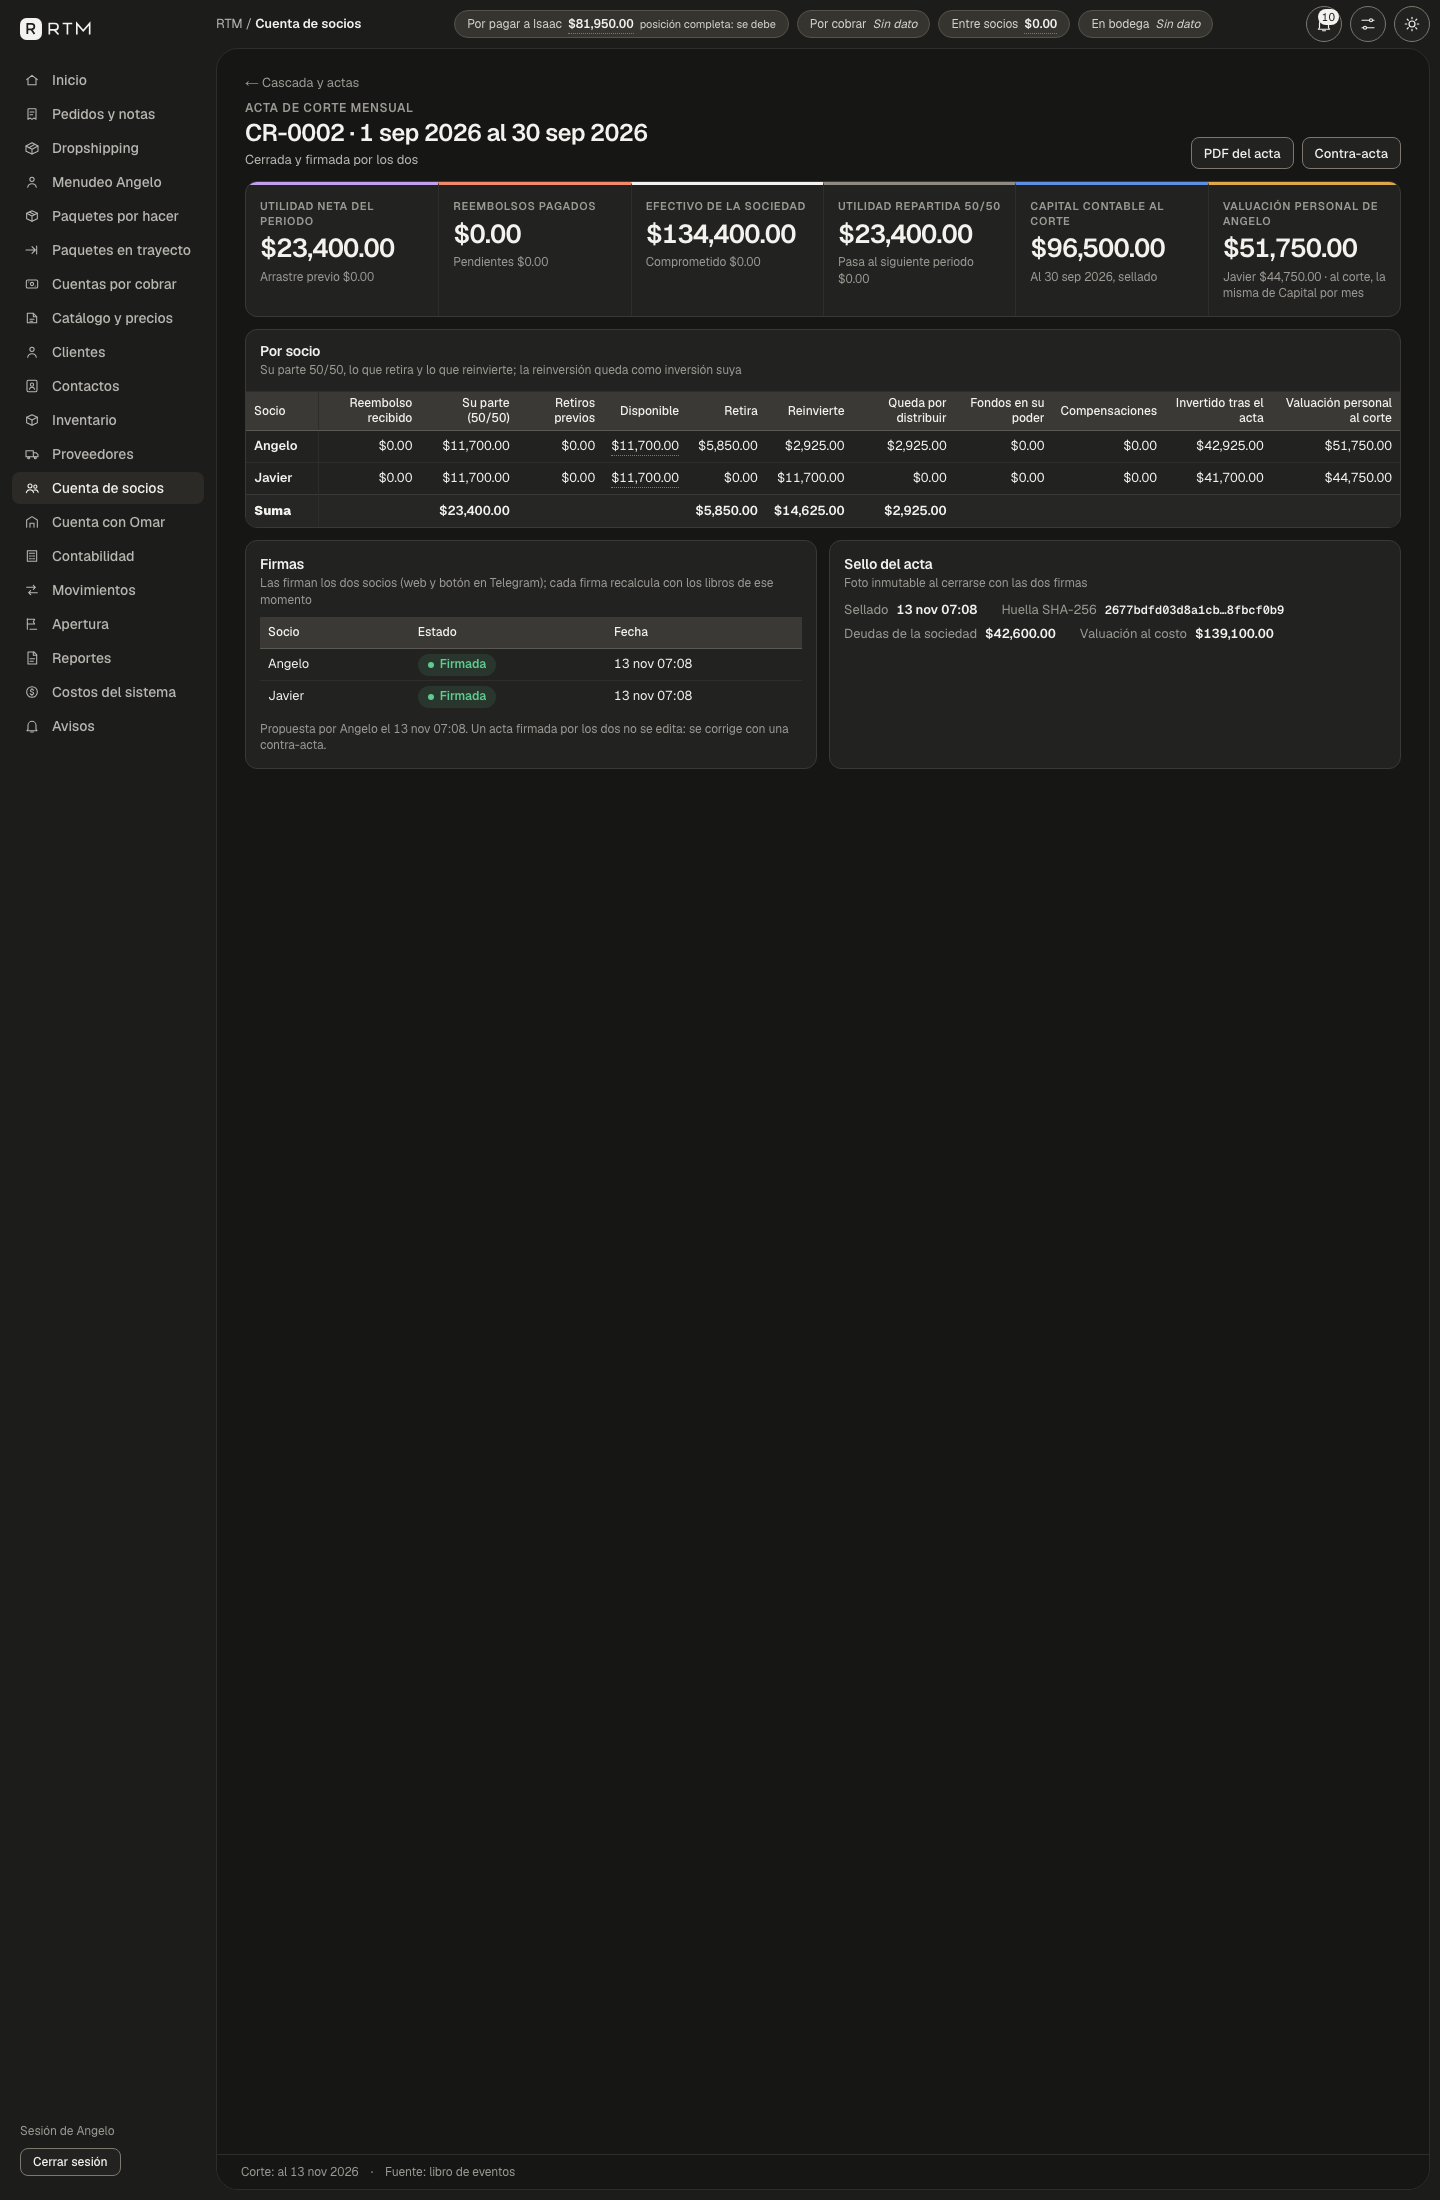 R RTM
Inicio
Pedidos y notas
Dropshipping
Menudeo Angelo
Paquetes por hacer
Paquetes en trayecto
Cuentas por cobrar
Catálogo y precios
Clientes
Contactos
Inventario
Proveedores
Cuenta de socios
Cuenta con Omar
Contabilidad
Movimientos
Apertura
Reportes
Costos del sistema
Avisos
Sesión de Angelo
Cerrar sesión
RTM / Cuenta de socios
Por pagar a Isaac $81,950.00 posición completa: se debe
Por cobrar Sin dato
Entre socios $0.00
En bodega Sin dato
10
← Cascada y actas
ACTA DE CORTE MENSUAL
CR-0002 · 1 sep 2026 al 30 sep 2026
Cerrada y firmada por los dos
PDF del acta
Contra-acta
UTILIDAD NETA DEL
PERIODO
$23,400.00
Arrastre previo $0.00
REEMBOLSOS PAGADOS
$0.00
Pendientes $0.00
EFECTIVO DE LA SOCIEDAD
$134,400.00
Comprometido $0.00
UTILIDAD REPARTIDA 50/50
$23,400.00
Pasa al siguiente periodo
$0.00
CAPITAL CONTABLE AL
CORTE
$96,500.00
Al 30 sep 2026, sellado
VALUACIÓN PERSONAL DE
ANGELO
$51,750.00
Javier $44,750.00 · al corte, la
misma de Capital por mes
Por socio
Su parte 50/50, lo que retira y lo que reinvierte; la reinversión queda como inversión suya
Socio Reembolso recibido Su parte (50/50) Retiros previos Disponible Retira Reinvierte Queda por distribuir Fondos en su poder Compensaciones Invertido tras el acta Valuación personal al corte
Angelo $0.00 $11,700.00 $0.00 $11,700.00 $5,850.00 $2,925.00 $2,925.00 $0.00 $0.00 $42,925.00 $51,750.00
Javier $0.00 $11,700.00 $0.00 $11,700.00 $0.00 $11,700.00 $0.00 $0.00 $0.00 $41,700.00 $44,750.00
Suma $23,400.00 $5,850.00 $14,625.00 $2,925.00
Firmas
Las firman los dos socios (web y botón en Telegram); cada firma recalcula con los libros de ese
momento
Socio Estado Fecha
Angelo Firmada 13 nov 07:08
Javier Firmada 13 nov 07:08
Propuesta por Angelo el 13 nov 07:08. Un acta firmada por los dos no se edita: se corrige con una
contra-acta.
Sello del acta
Foto inmutable al cerrarse con las dos firmas
Sellado 13 nov 07:08 Huella SHA-256 2677bdfd03d8a1cb…8fbcf0b9
Deudas de la sociedad $42,600.00 Valuación al costo $139,100.00
Corte: al 13 nov 2026 · Fuente: libro de eventos